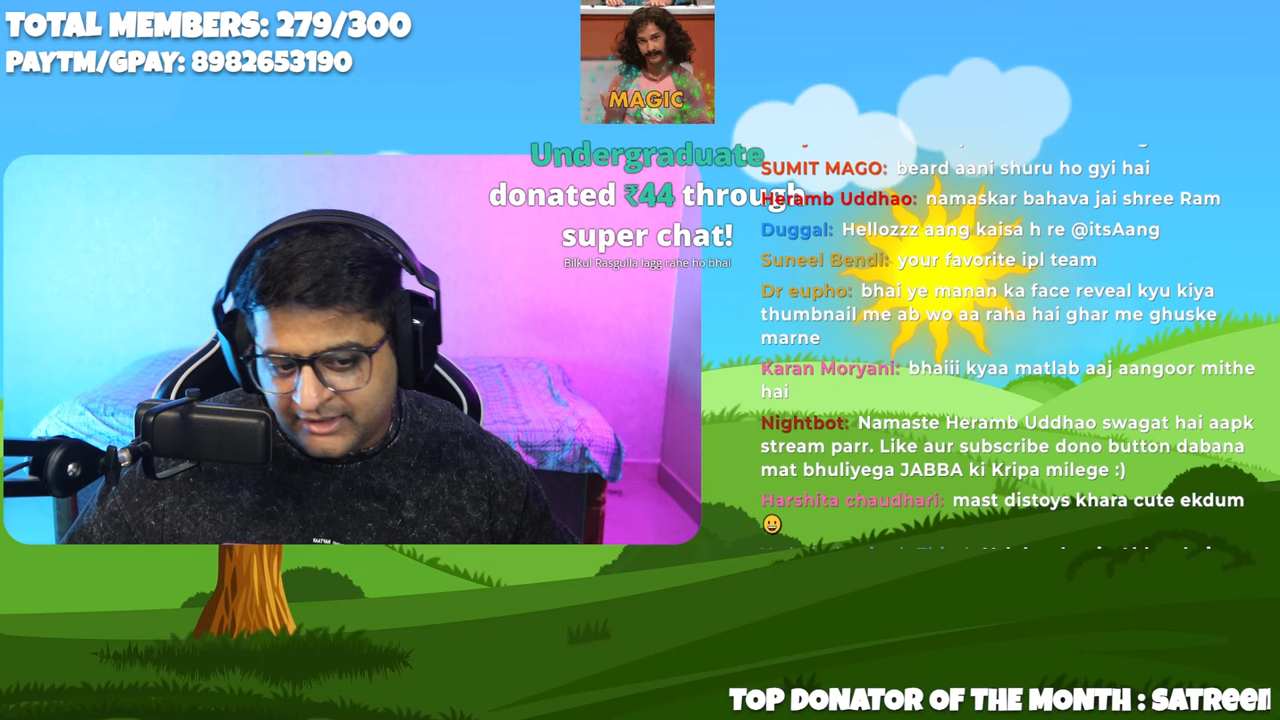 TOTAL MEMBERS: 279/300
PAYTM/GPAY: 8982653190
MAGIC
Undergraduate
donated ₹44 through
super chat!
Bilkul Rasgulla lagg rahe ho bhai
SUMIT MAGO: beard aani shuru ho gyi hai
Heramb Uddhao: namaskar bahava jai shree Ram
Duggal: Hellozzz aang kaisa h re @itsAang
Suneel Bendi: your favorite ipl team
Dr eupho: bhai ye manan ka face reveal kyu kiya
thumbnail me ab wo aa raha hai ghar me ghuske
marne
Karan Moryani: bhaiii kyaa matlab aaj aangoor mithe
hai
Nightbot: Namaste Heramb Uddhao swagat hai aapk
stream parr. Like aur subscribe dono button dabana
mat bhuliyega JABBA ki Kripa milege :)
Harshita chaudhari: mast distoys khara cute ekdum
😀
TOP DONATOR OF THE MONTH : satreen